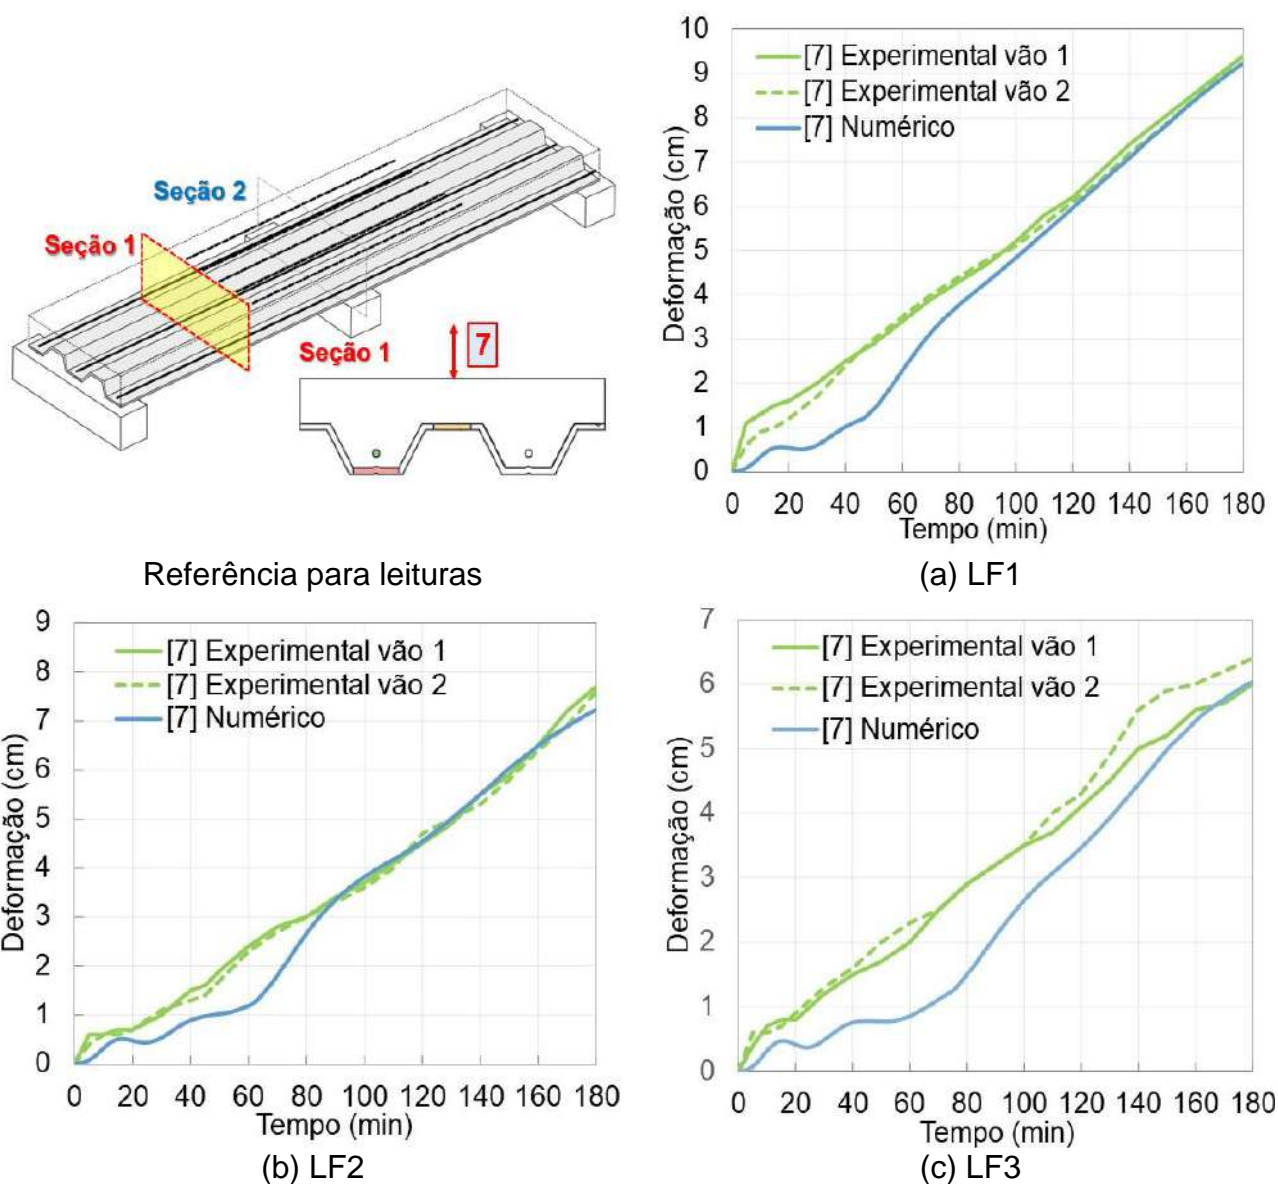 Seção 2
Seção 1
Seção 1
7
Referência para leituras
10
9
8
7
6
5
4
3
2
1
0
Deformação (cm)
[7] Experimental vão 1
[7] Experimental vão 2
[7] Numérico
0 20 40 60 80 100 120 140 160 180
Tempo (min)
(a) LF1
9
8
7
6
5
4
3
2
1
0
Deformação (cm)
[7] Experimental vão 1
[7] Experimental vão 2
[7] Numérico
0 20 40 60 80 100 120 140 160 180
Tempo (min)
(b) LF2
7
6
5
4
3
2
1
0
Deformação (cm)
[7] Experimental vão 1
[7] Experimental vão 2
[7] Numérico
0 20 40 60 80 100 120 140 160 180
Tempo (min)
(c) LF3